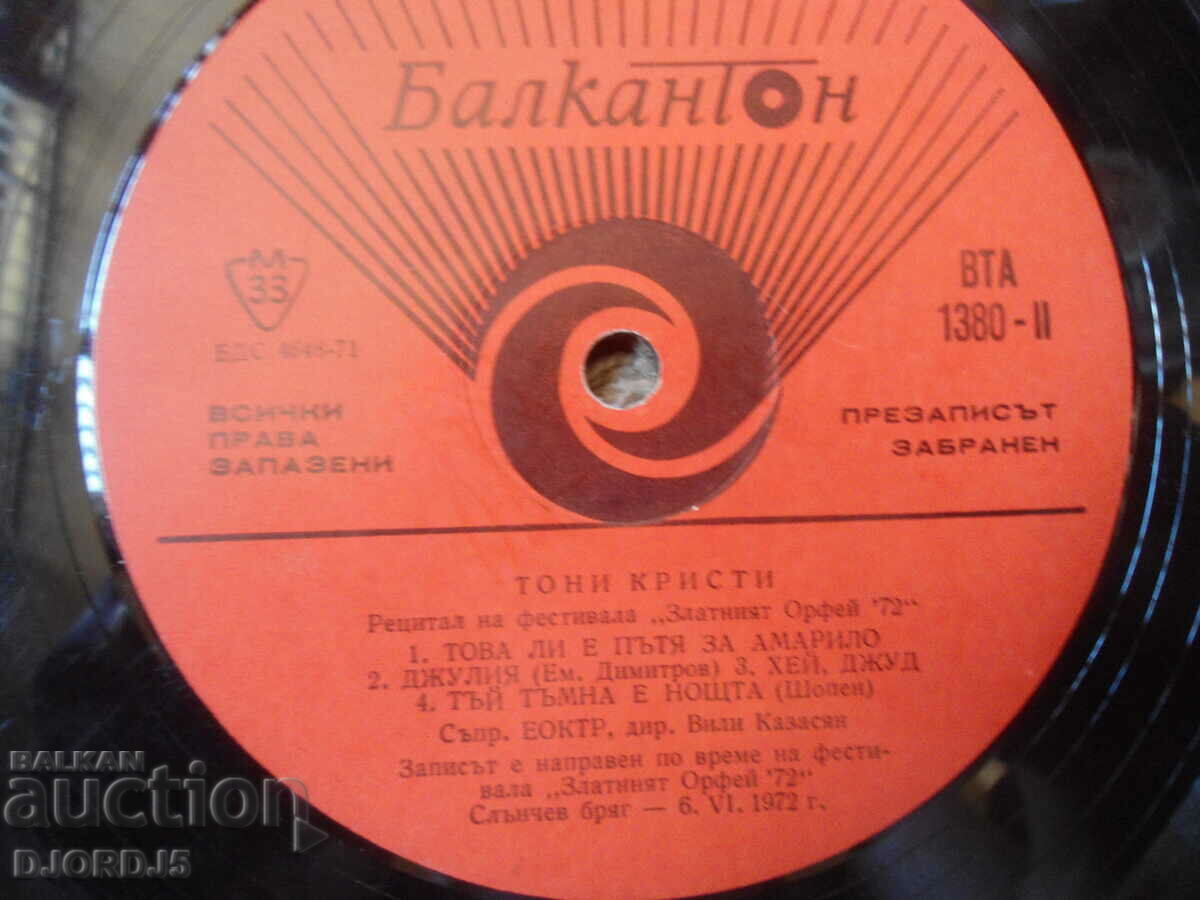 Балкантон
М
33
БДС 4848-71
ВТА
1380 - II
ВСИЧКИ
ПРАВА
ЗАПАЗЕНИ
ПРЕЗАПИСЪТ
ЗАБРАНЕН
ТОНИ КРИСТИ
Рецитал на фестивала „Златният Орфей '72“
1. ТОВА ЛИ Е ПЪТЯ ЗА АМАРИЛО
2. ДЖУЛИЯ (Ем. Димитров) 3. ХЕЙ, ДЖУД
4. ТЪЙ ТЪМНА Е НОЩТА (Шопен)
Съпр. ЕОКТР, дир. Вили Казасян
Записът е направен по време на фести-
вала „Златният Орфей '72“
Слънчев бряг — 6. VI. 1972 г.
BALKAN
auction
DJORDJ5